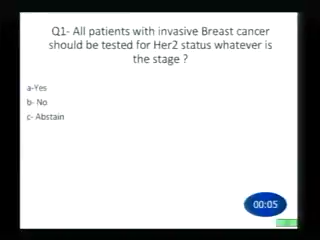 Q1- All patients with invasive Breast cancer
should be tested for Her2 status whatever is
the stage ?
a-Yes
b- No
c- Abstain
00:05